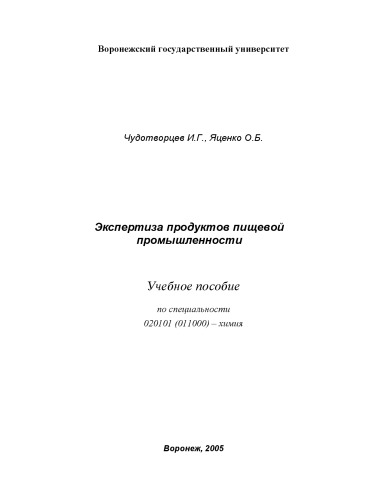 Воронежский государственный университет
Чудотворцев И.Г., Яценко О.Б.
Экспертиза продуктов пищевой
промышленности
Учебное пособие
по специальности
020101 (011000) – химия
Воронеж, 2005